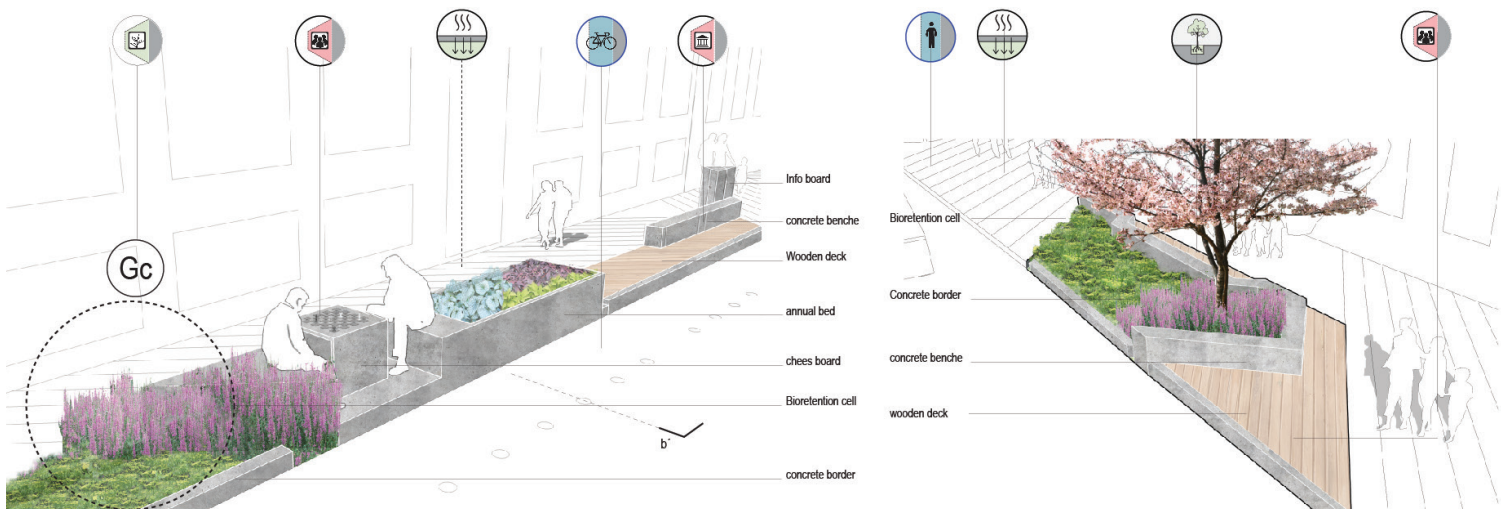 Gc
Info board
concrete benche
Wooden deck
annual bed
chees board
Bioretention cell
b´
concrete border
Bioretention cell
Concrete border
concrete benche
wooden deck